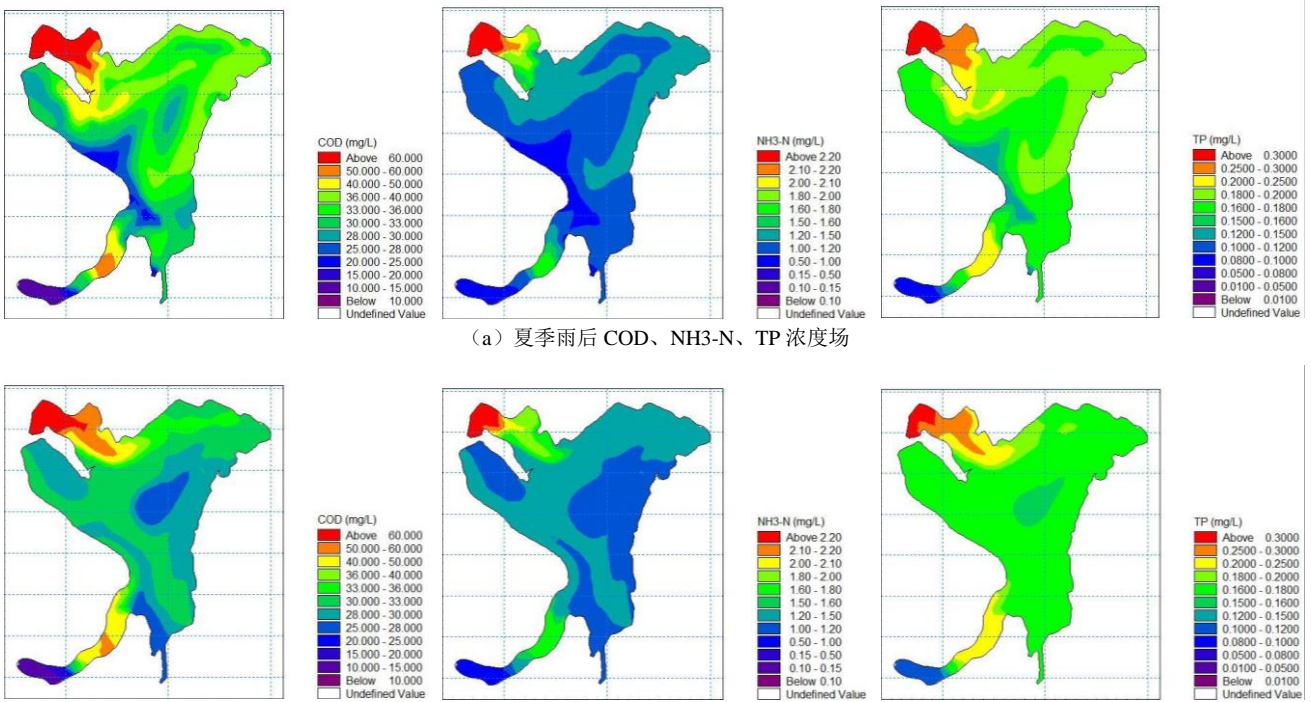 COD (mg/L)
Above 60.000
50.000 - 60.000
40.000 - 50.000
36.000 - 40.000
33.000 - 36.000
30.000 - 33.000
28.000 - 30.000
25.000 - 28.000
20.000 - 25.000
15.000 - 20.000
10.000 - 15.000
Below 10.000
Undefined Value
NH3-N (mg/L)
Above 2.20
2.10 - 2.20
2.00 - 2.10
1.80 - 2.00
1.60 - 1.80
1.50 - 1.60
1.20 - 1.50
1.00 - 1.20
0.50 - 1.00
0.15 - 0.50
0.10 - 0.15
Below 0.10
Undefined Value
TP (mg/L)
Above 0.3000
0.2500 - 0.3000
0.2000 - 0.2500
0.1800 - 0.2000
0.1600 - 0.1800
0.1500 - 0.1600
0.1200 - 0.1500
0.1000 - 0.1200
0.0800 - 0.1000
0.0500 - 0.0800
0.0100 - 0.0500
Below 0.0100
Undefined Value
（a）夏季雨后 COD、NH3-N、TP 浓度场
COD (mg/L)
Above 60.000
50.000 - 60.000
40.000 - 50.000
36.000 - 40.000
33.000 - 36.000
30.000 - 33.000
28.000 - 30.000
25.000 - 28.000
20.000 - 25.000
15.000 - 20.000
10.000 - 15.000
Below 10.000
Undefined Value
NH3-N (mg/L)
Above 2.20
2.10 - 2.20
2.00 - 2.10
1.80 - 2.00
1.60 - 1.80
1.50 - 1.60
1.20 - 1.50
1.00 - 1.20
0.50 - 1.00
0.15 - 0.50
0.10 - 0.15
Below 0.10
Undefined Value
TP (mg/L)
Above 0.3000
0.2500 - 0.3000
0.2000 - 0.2500
0.1800 - 0.2000
0.1600 - 0.1800
0.1500 - 0.1600
0.1200 - 0.1500
0.1000 - 0.1200
0.0800 - 0.1000
0.0500 - 0.0800
0.0100 - 0.0500
Below 0.0100
Undefined Value